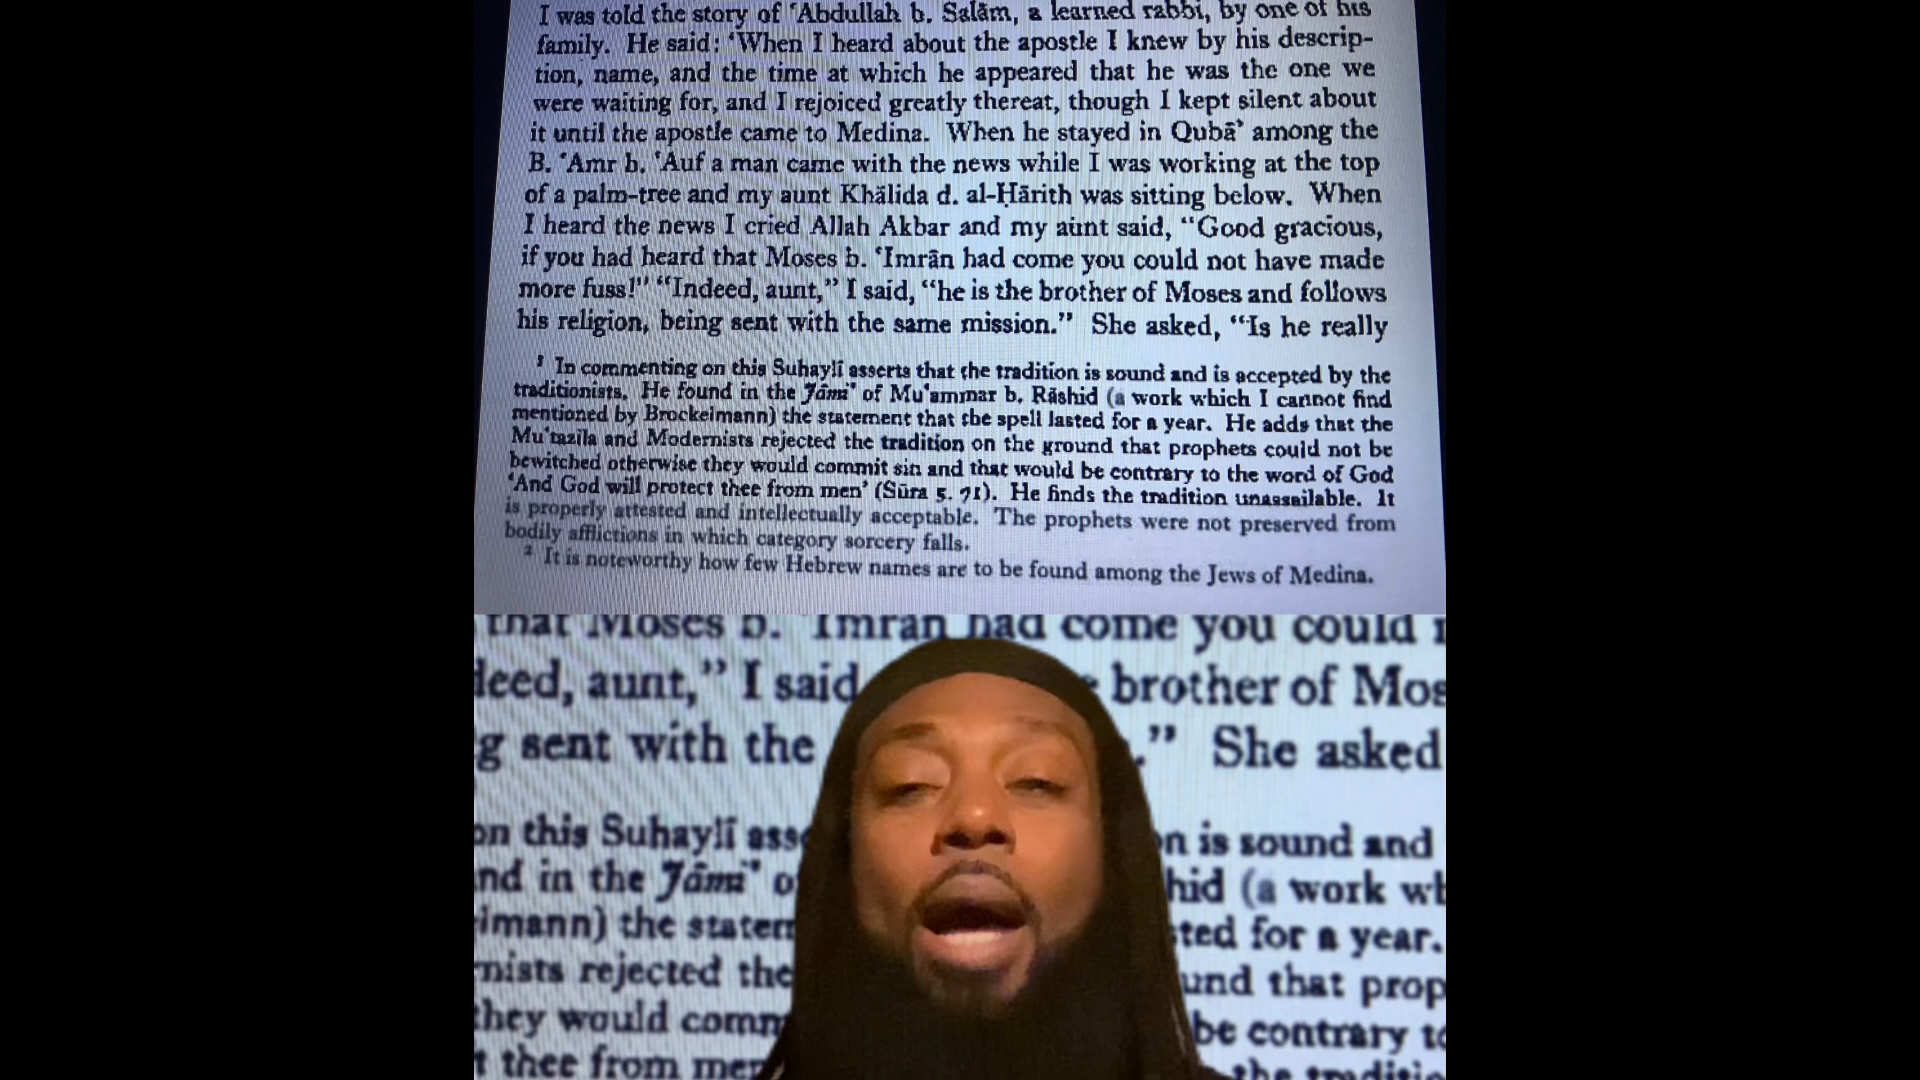 I was told the story of ‘Abdullah b. Salām, a learned rabbi, by one of his
family. He said: ‘When I heard about the apostle I knew by his descrip-
tion, name, and the time at which he appeared that he was the one we
were waiting for, and I rejoiced greatly thereat, though I kept silent about
it until the apostle came to Medina. When he stayed in Qubā’ among the
B. ‘Amr b. ‘Auf a man came with the news while I was working at the top
of a palm-tree and my aunt Khālida d. al-Ḥārith was sitting below. When
I heard the news I cried Allah Akbar and my aunt said, “Good gracious,
if you had heard that Moses b. ‘Imrān had come you could not have made
more fuss!” “Indeed, aunt,” I said, “he is the brother of Moses and follows
his religion, being sent with the same mission.” She asked, “Is he really
¹ In commenting on this Suhaylī asserts that the tradition is sound and is accepted by the
traditionists. He found in the Jāmi‘ of Mu‘ammar b. Rāshid (a work which I cannot find
mentioned by Brockelmann) the statement that the spell lasted for a year. He adds that the
Mu‘tazila and Modernists rejected the tradition on the ground that prophets could not be
bewitched otherwise they would commit sin and that would be contrary to the word of God
‘And God will protect thee from men’ (Sūra 5. 71). He finds the tradition unassailable. It
is properly attested and intellectually acceptable. The prophets were not preserved from
bodily afflictions in which category sorcery falls.
² It is noteworthy how few Hebrew names are to be found among the Jews of Medina.
that Moses b. ‘Imrān had come you could
deed, aunt,” I said brother of Mos
g sent with the .” She asked
on this Suhaylī ass n is sound and
nd in the Jāmi‘ o hid (a work wh
lmann) the statem ted for a year.
nists rejected the und that prop
they would comm be contrary to
t thee from men the traditio